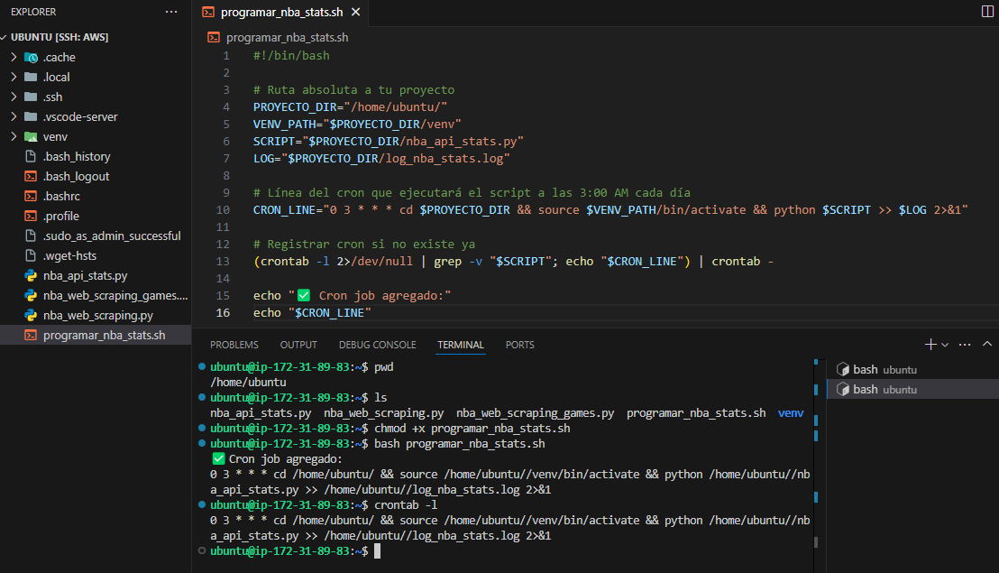 EXPLORER
UBUNTU [SSH: AWS]
.cache
.local
.ssh
.vscode-server
venv
.bash_history
.bash_logout
.bashrc
.profile
.sudo_as_admin_successful
.wget-hsts
nba_api_stats.py
nba_web_scraping_games....
nba_web_scraping.py
programar_nba_stats.sh
programar_nba_stats.sh
programar_nba_stats.sh
1 #!/bin/bash
2
3 # Ruta absoluta a tu proyecto
4 PROYECTO_DIR="/home/ubuntu/"
5 VENV_PATH="$PROYECTO_DIR/venv"
6 SCRIPT="$PROYECTO_DIR/nba_api_stats.py"
7 LOG="$PROYECTO_DIR/log_nba_stats.log"
8
9 # Línea del cron que ejecutará el script a las 3:00 AM cada día
10 CRON_LINE="0 3 * * * cd $PROYECTO_DIR && source $VENV_PATH/bin/activate && python $SCRIPT >> $LOG 2>&1"
11
12 # Registrar cron si no existe ya
13 (crontab -l 2>/dev/null | grep -v "$SCRIPT"; echo "$CRON_LINE") | crontab -
14
15 echo "✅ Cron job agregado:"
16 echo "$CRON_LINE"
PROBLEMS OUTPUT DEBUG CONSOLE TERMINAL PORTS
ubuntu@ip-172-31-89-83:~$ pwd
/home/ubuntu
ubuntu@ip-172-31-89-83:~$ ls
nba_api_stats.py nba_web_scraping.py nba_web_scraping_games.py programar_nba_stats.sh venv
ubuntu@ip-172-31-89-83:~$ chmod +x programar_nba_stats.sh
ubuntu@ip-172-31-89-83:~$ bash programar_nba_stats.sh
✅ Cron job agregado:
0 3 * * * cd /home/ubuntu/ && source /home/ubuntu//venv/bin/activate && python /home/ubuntu//nb
a_api_stats.py >> /home/ubuntu//log_nba_stats.log 2>&1
ubuntu@ip-172-31-89-83:~$ crontab -l
0 3 * * * cd /home/ubuntu/ && source /home/ubuntu//venv/bin/activate && python /home/ubuntu//nb
a_api_stats.py >> /home/ubuntu//log_nba_stats.log 2>&1
ubuntu@ip-172-31-89-83:~$
bash ubuntu
bash ubuntu